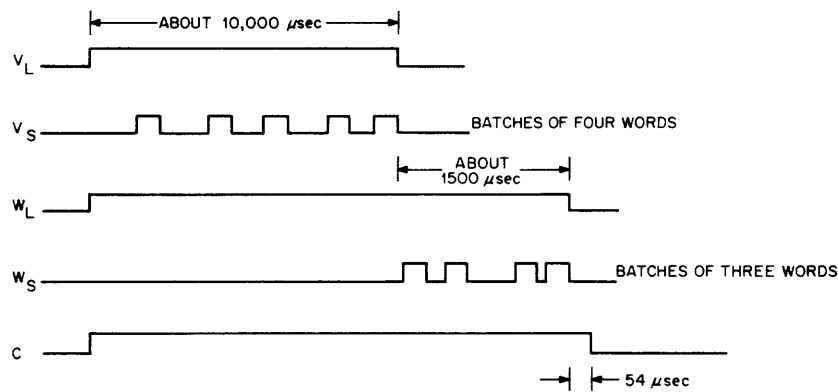 ABOUT 10,000 μsec
V_L
V_S
BATCHES OF FOUR WORDS
ABOUT
1500 μsec
W_L
W_S
BATCHES OF THREE WORDS
C
54 μsec